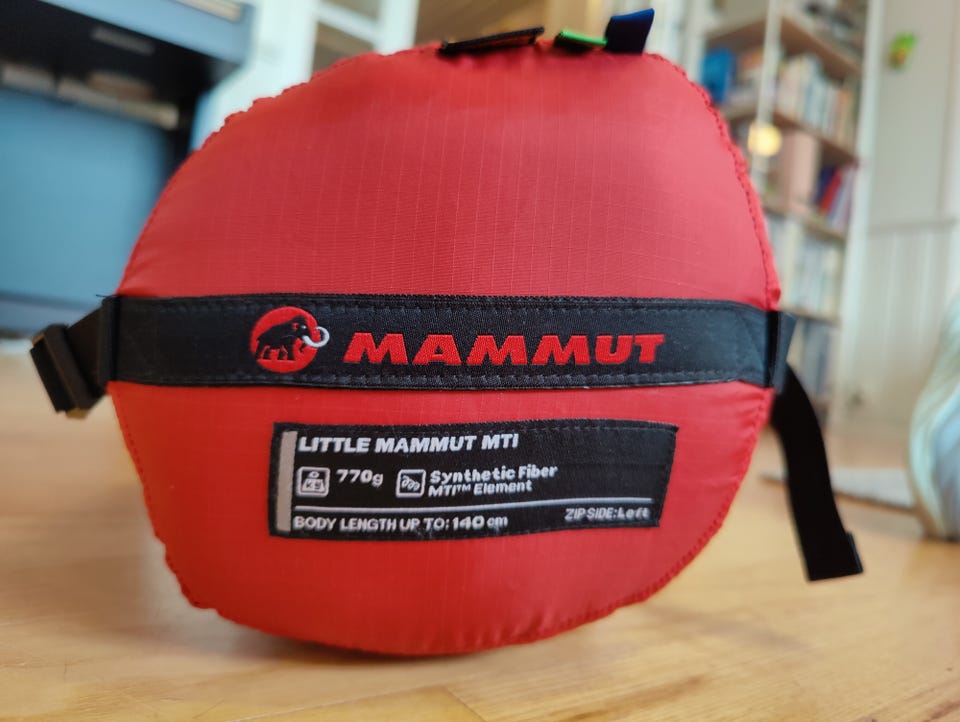 MAMMUT
LITTLE MAMMUT MTI
770g
Synthetic Fiber
MTI™ Element
BODY LENGTH UP TO: 140 cm
ZIP SIDE: Left